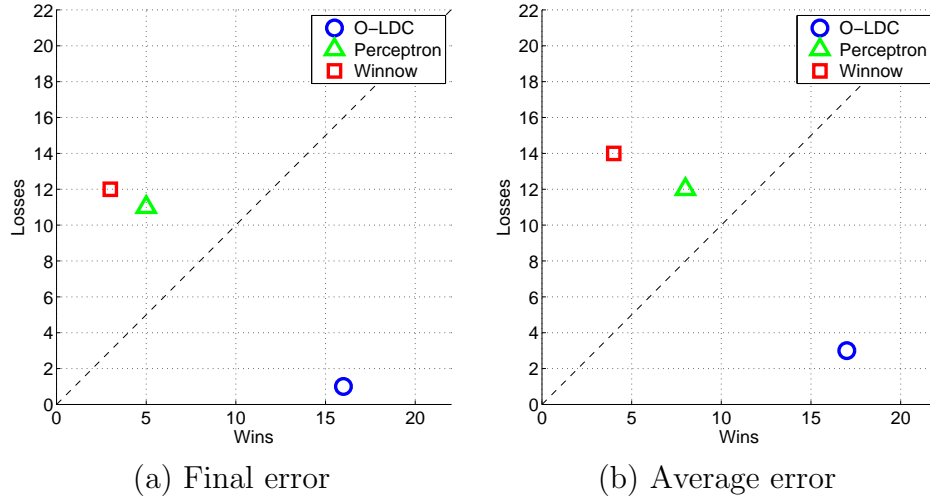 22
20
18
16
14
12
10
8
6
4
2
0
Losses
0 5 10 15 20
Wins
O−LDC
Perceptron
Winnow
(a) Final error
22
20
18
16
14
12
10
8
6
4
2
0
Losses
0 5 10 15 20
Wins
O−LDC
Perceptron
Winnow
(b) Average error